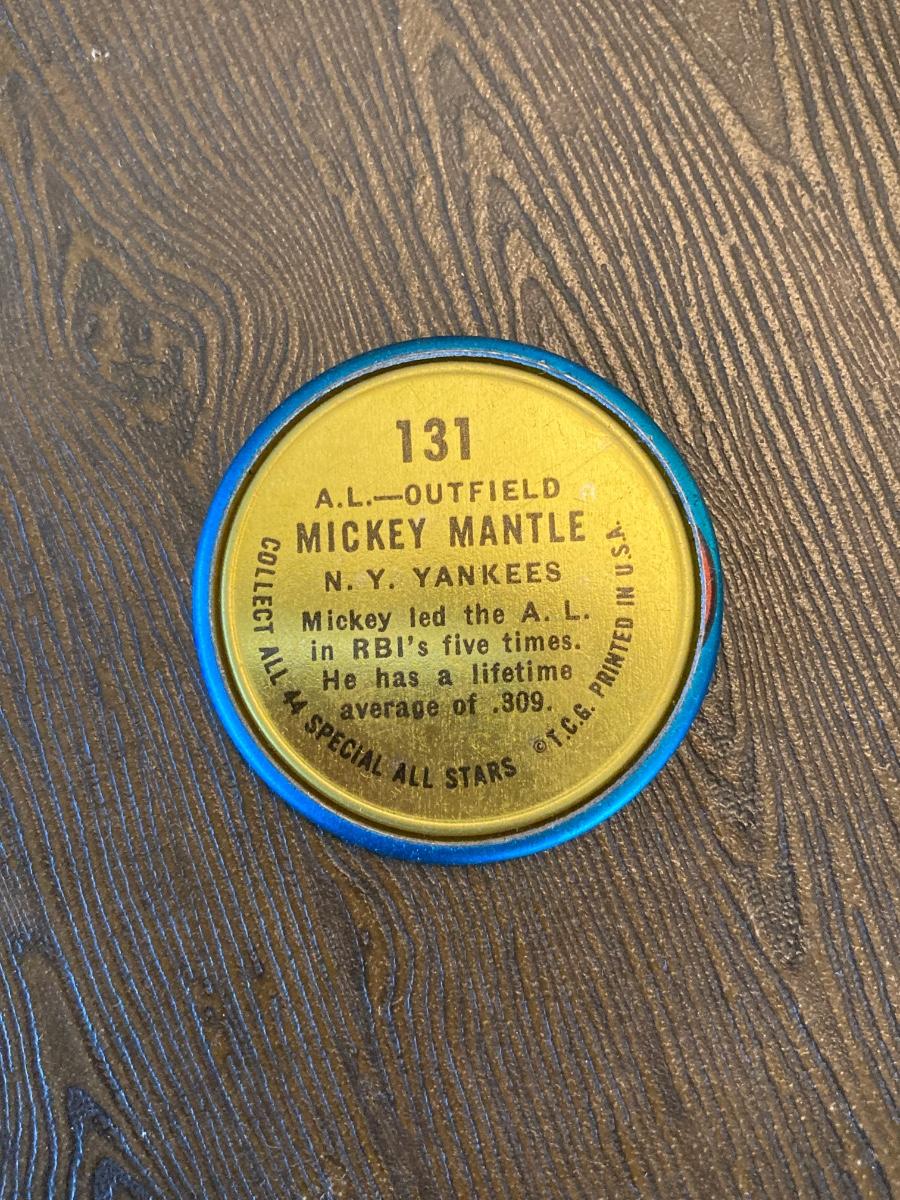 131
A.L.—OUTFIELD
MICKEY MANTLE
N. Y. YANKEES
Mickey led the A. L.
in RBI's five times.
He has a lifetime
average of .309.
COLLECT ALL 44 SPECIAL ALL STARS
©T.C.G. PRINTED IN U.S.A.